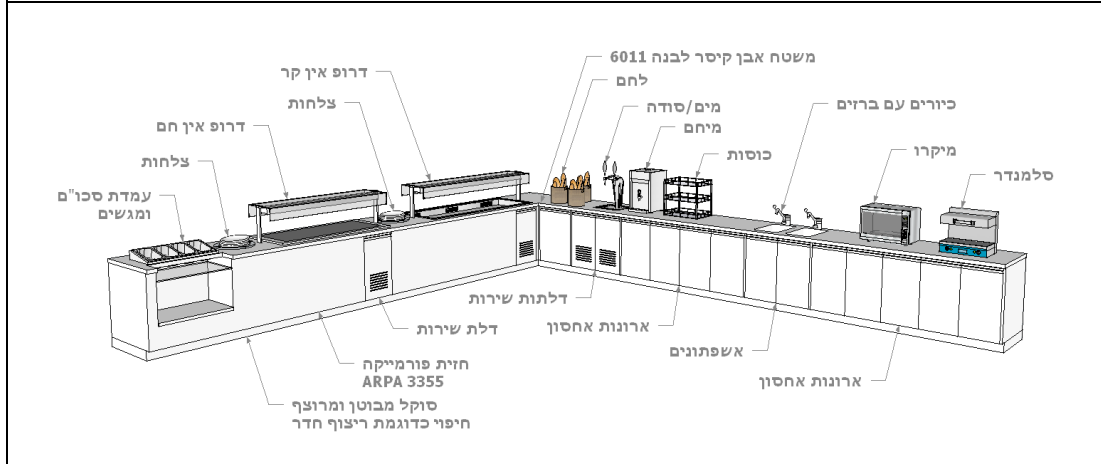 משטח אבן קיסר לבנה 6011
לחם
דרופ אין קר
מים/סודה
כיורים עם ברזים
צלחות
מיחם
מיקרו
דרופ אין חם
כוסות
צלחות
סלמנדר
עמדת סכו"ם
ומגשים
דלתות שירות
דלת שירות
ארונות אחסון
אשפתונים
חזית פורמייקה
ARPA 3355
ארונות אחסון
סוקל מבוטן ומרוצף
חיפוי כדוגמת ריצוף חדר